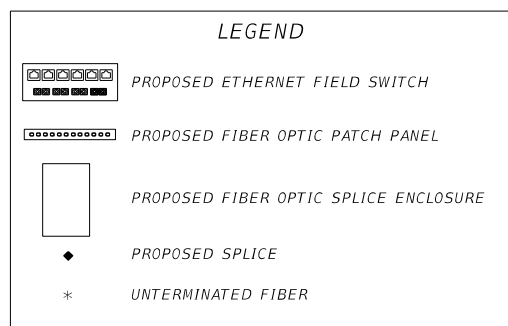 LEGEND
PROPOSED ETHERNET FIELD SWITCH
PROPOSED FIBER OPTIC PATCH PANEL
PROPOSED FIBER OPTIC SPLICE ENCLOSURE
PROPOSED SPLICE
UNTERMINATED FIBER